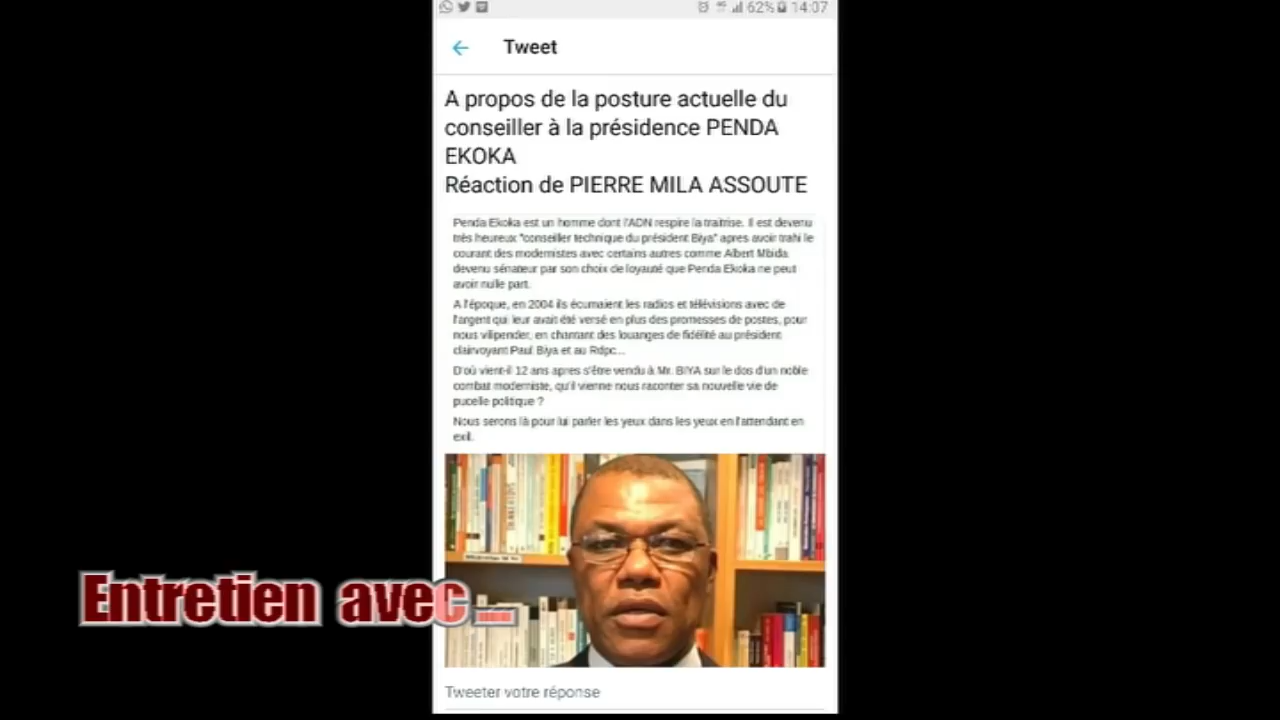 62% 14:07
Tweet
A propos de la posture actuelle du
conseiller à la présidence PENDA
EKOKA
Réaction de PIERRE MILA ASSOUTE
Penda Ekoka est un homme dont l'ADN respire la traitrise. Il est devenu
très heureux "conseiller technique du président Biya" apres avoir trahi le
courant des modernistes avec certains autres comme Albert Mbida
devenu sénateur par son choix de loyauté que Penda Ekoka ne peut
avoir nulle part.
A l'époque, en 2004 ils écumaient les radios et télévisions avec de
l'argent qui leur avait été versé en plus des promesses de postes, pour
nous vilipender, en chantant des louanges de fidélité au président
clairvoyant Paul Biya et au Rdpc...
D'où vient-il 12 ans apres s'être vendu à Mr. BIYA sur le dos d'un noble
combat moderniste, qu'il vienne nous raconter sa nouvelle vie de
pucelle politique ?
Nous serons là pour lui parler les yeux dans les yeux en l'attendant en
exil.
Entretien avec...
Tweeter votre réponse